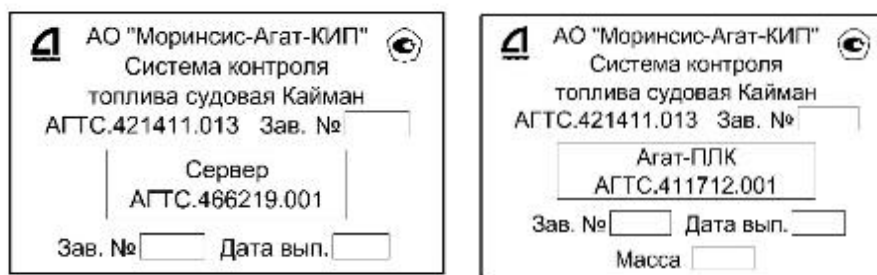 АО "Моринсис-Агат-КИП"
Система контроля
топлива судовая Кайман
АГТС.421411.013 Зав. №
Сервер
АГТС.466219.001
Зав. № Дата вып.
АО "Моринсис-Агат-КИП"
Система контроля
топлива судовая Кайман
АГТС.421411.013 Зав. №
Агат-ПЛК
АГТС.411712.001
Зав. № Дата вып.
Масса